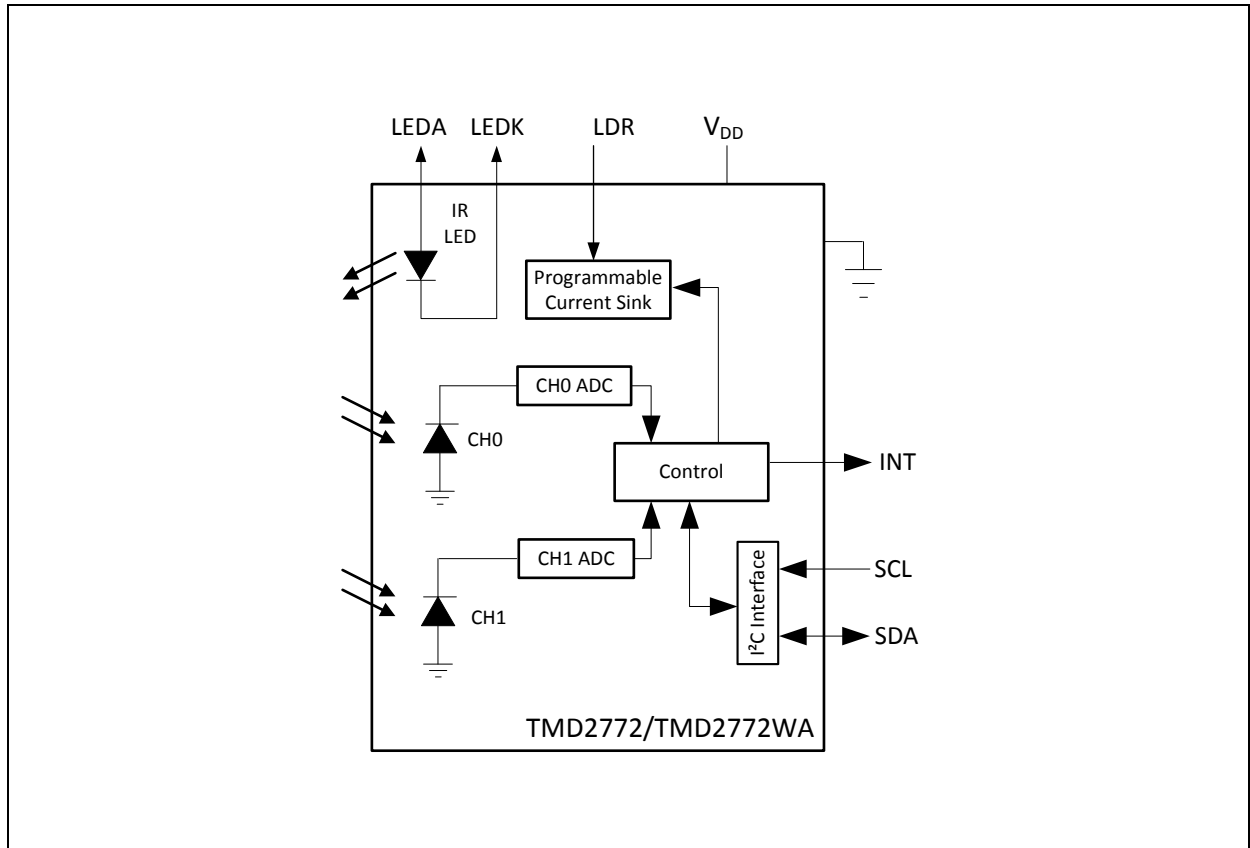 LEDA LEDK LDR V_DD
IR
LED
Programmable
Current Sink
CH0 ADC
CH0
Control
INT
CH1 ADC
I²C Interface
SCL
CH1
SDA
TMD2772/TMD2772WA